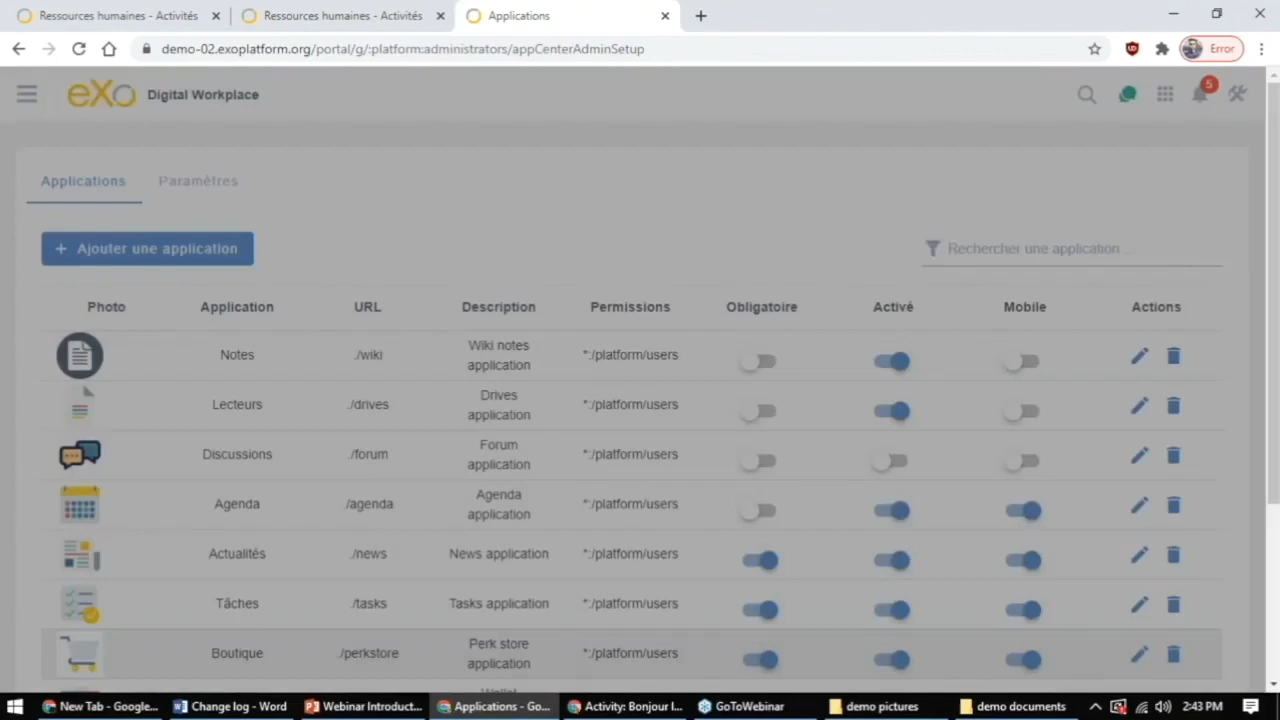 Ressources humaines - Activités
Ressources humaines - Activités
Applications
demo-02.exoplatform.org/portal/g/:platform:administrators/appCenterAdminSetup
Error
eXo Digital Workplace
5
Applications Paramètres
+ Ajouter une application
Rechercher une application ...
Photo Application URL Description Permissions Obligatoire Activé Mobile Actions
Notes ./wiki Wiki notes application *:/platform/users
Lecteurs ./drives Drives application *:/platform/users
Discussions ./forum Forum application *:/platform/users
Agenda /agenda Agenda application *:/platform/users
Actualités ./news News application *:/platform/users
Tâches ./tasks Tasks application *:/platform/users
Boutique ./perkstore Perk store application *:/platform/users
New Tab - Google... Change log - Word Webinar Introduct... Applications - Go... Activity: Bonjour l... GoToWebinar demo pictures demo documents 2:43 PM